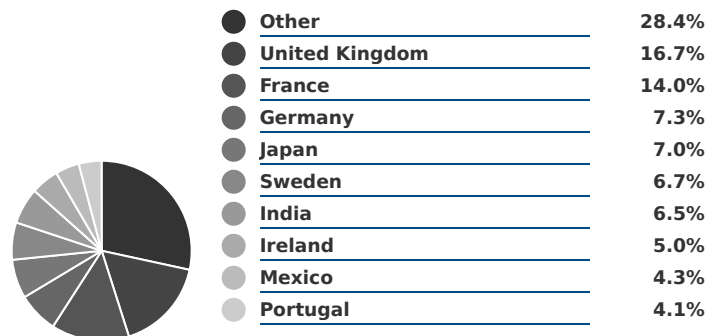 Other 28.4%
United Kingdom 16.7%
France 14.0%
Germany 7.3%
Japan 7.0%
Sweden 6.7%
India 6.5%
Ireland 5.0%
Mexico 4.3%
Portugal 4.1%